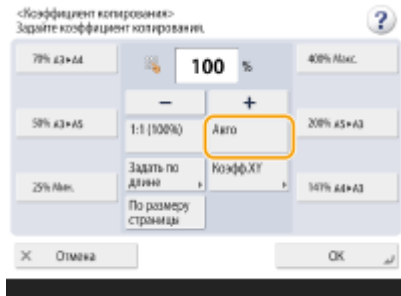 <Коэффициент копирования>
Задайте коэффициент копирования.
?
70% A3►A4
100 %
400% Макс.
− +
50% A3►A5
1:1 (100%)
Авто
200% A5►A3
Задать по длине
Коэфф.XY
25% Мин.
141% A4►A3
По размеру страницы
× Отмена
OK